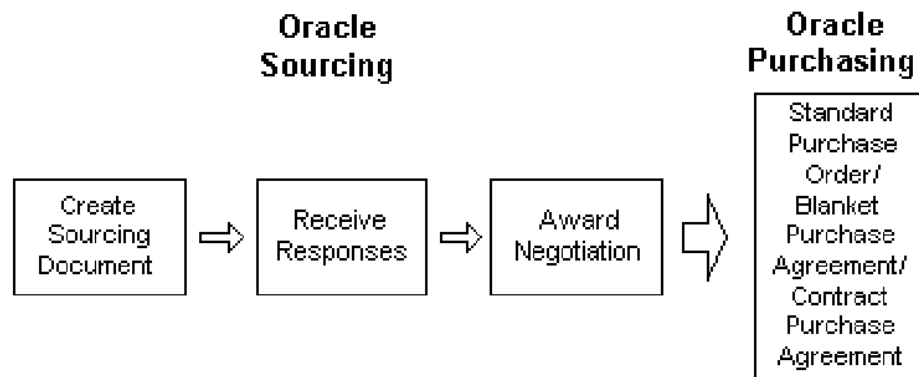 Oracle
Sourcing
Oracle
Purchasing
Create
Sourcing
Document
Receive
Responses
Award
Negotiation
Standard
Purchase
Order/
Blanket
Purchase
Agreement/
Contract
Purchase
Agreement